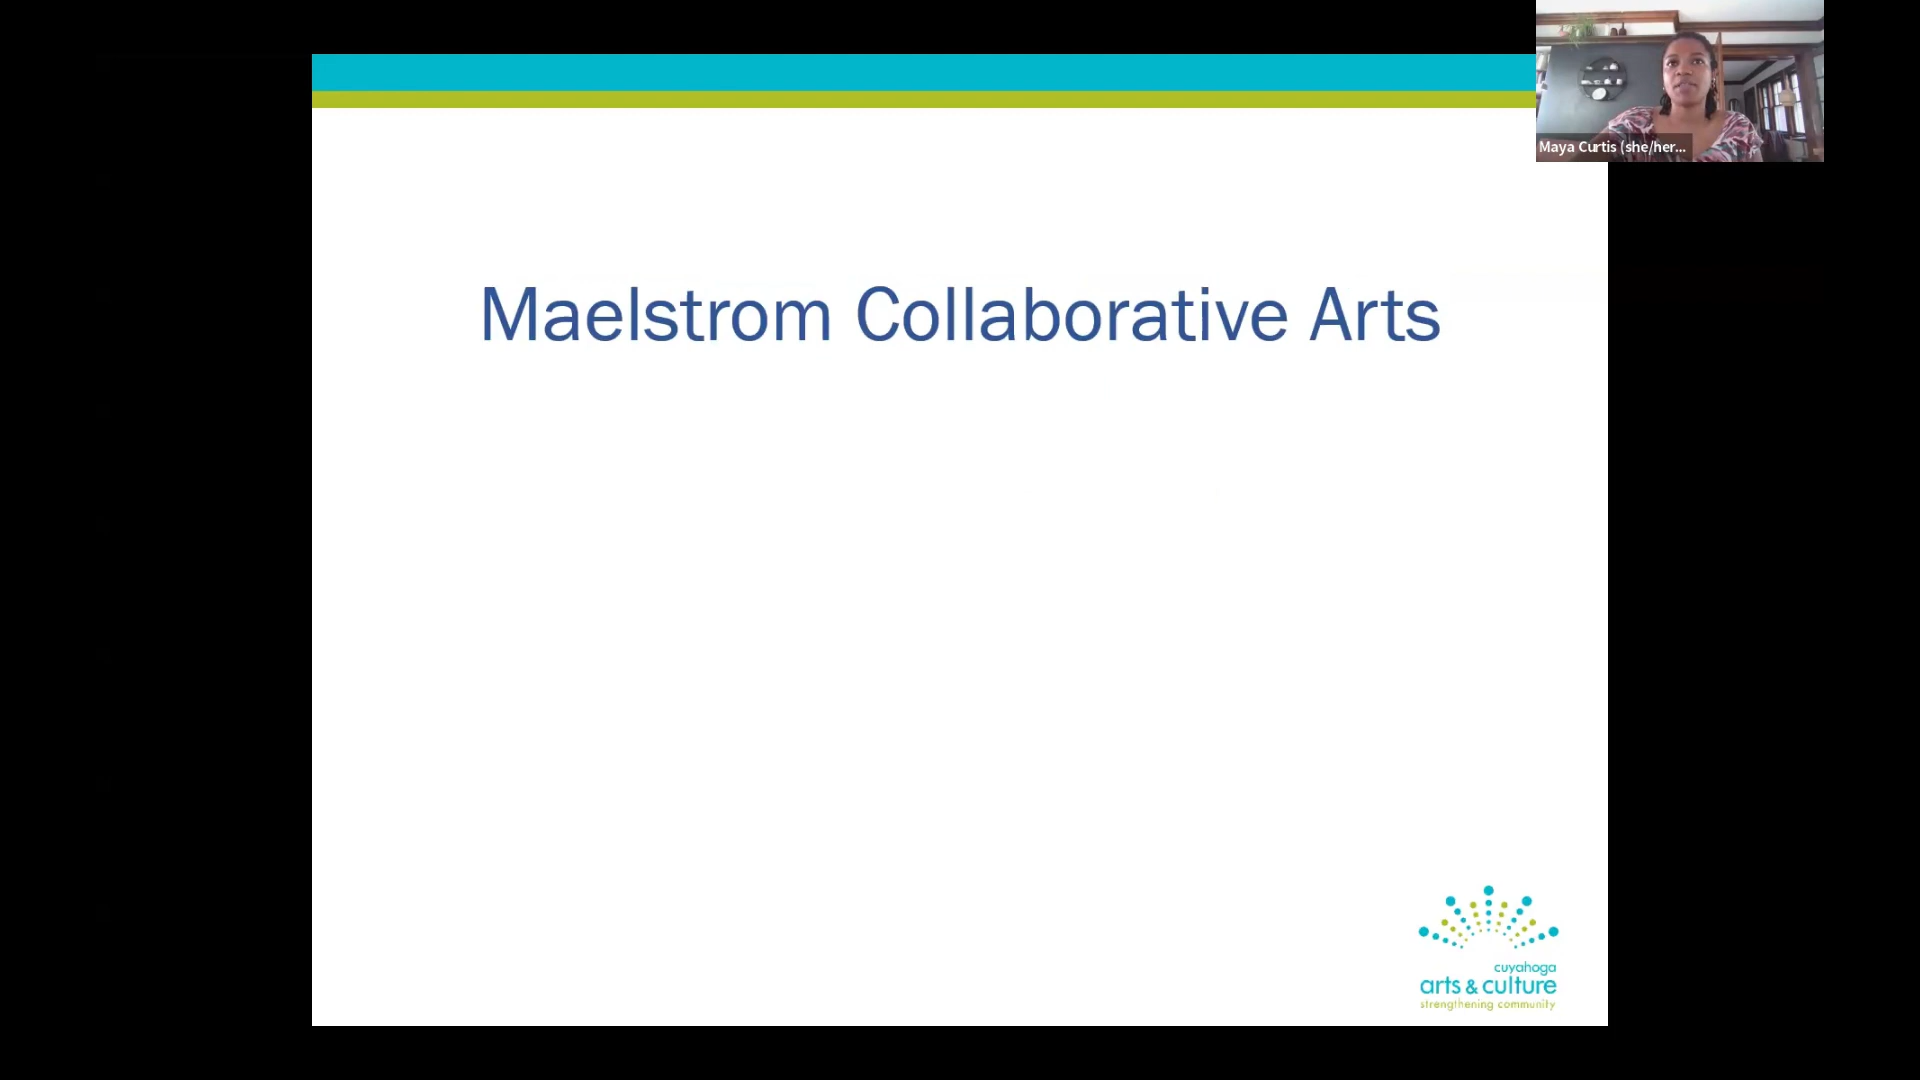 Maya Curtis (she/her...
Maelstrom Collaborative Arts
cuyahoga
arts & culture
strengthening community